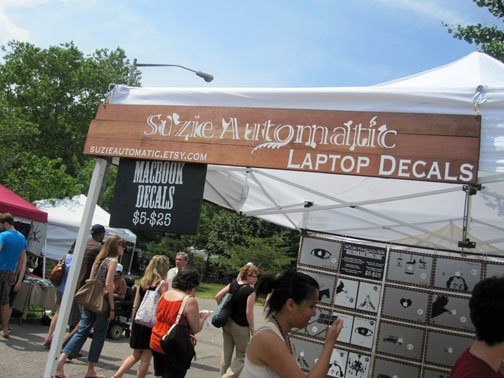 Suzie Automatic
SUZIEAUTOMATIC.ETSY.COM
LAPTOP DECALS
MACBOOK
DECALS
$5-$25